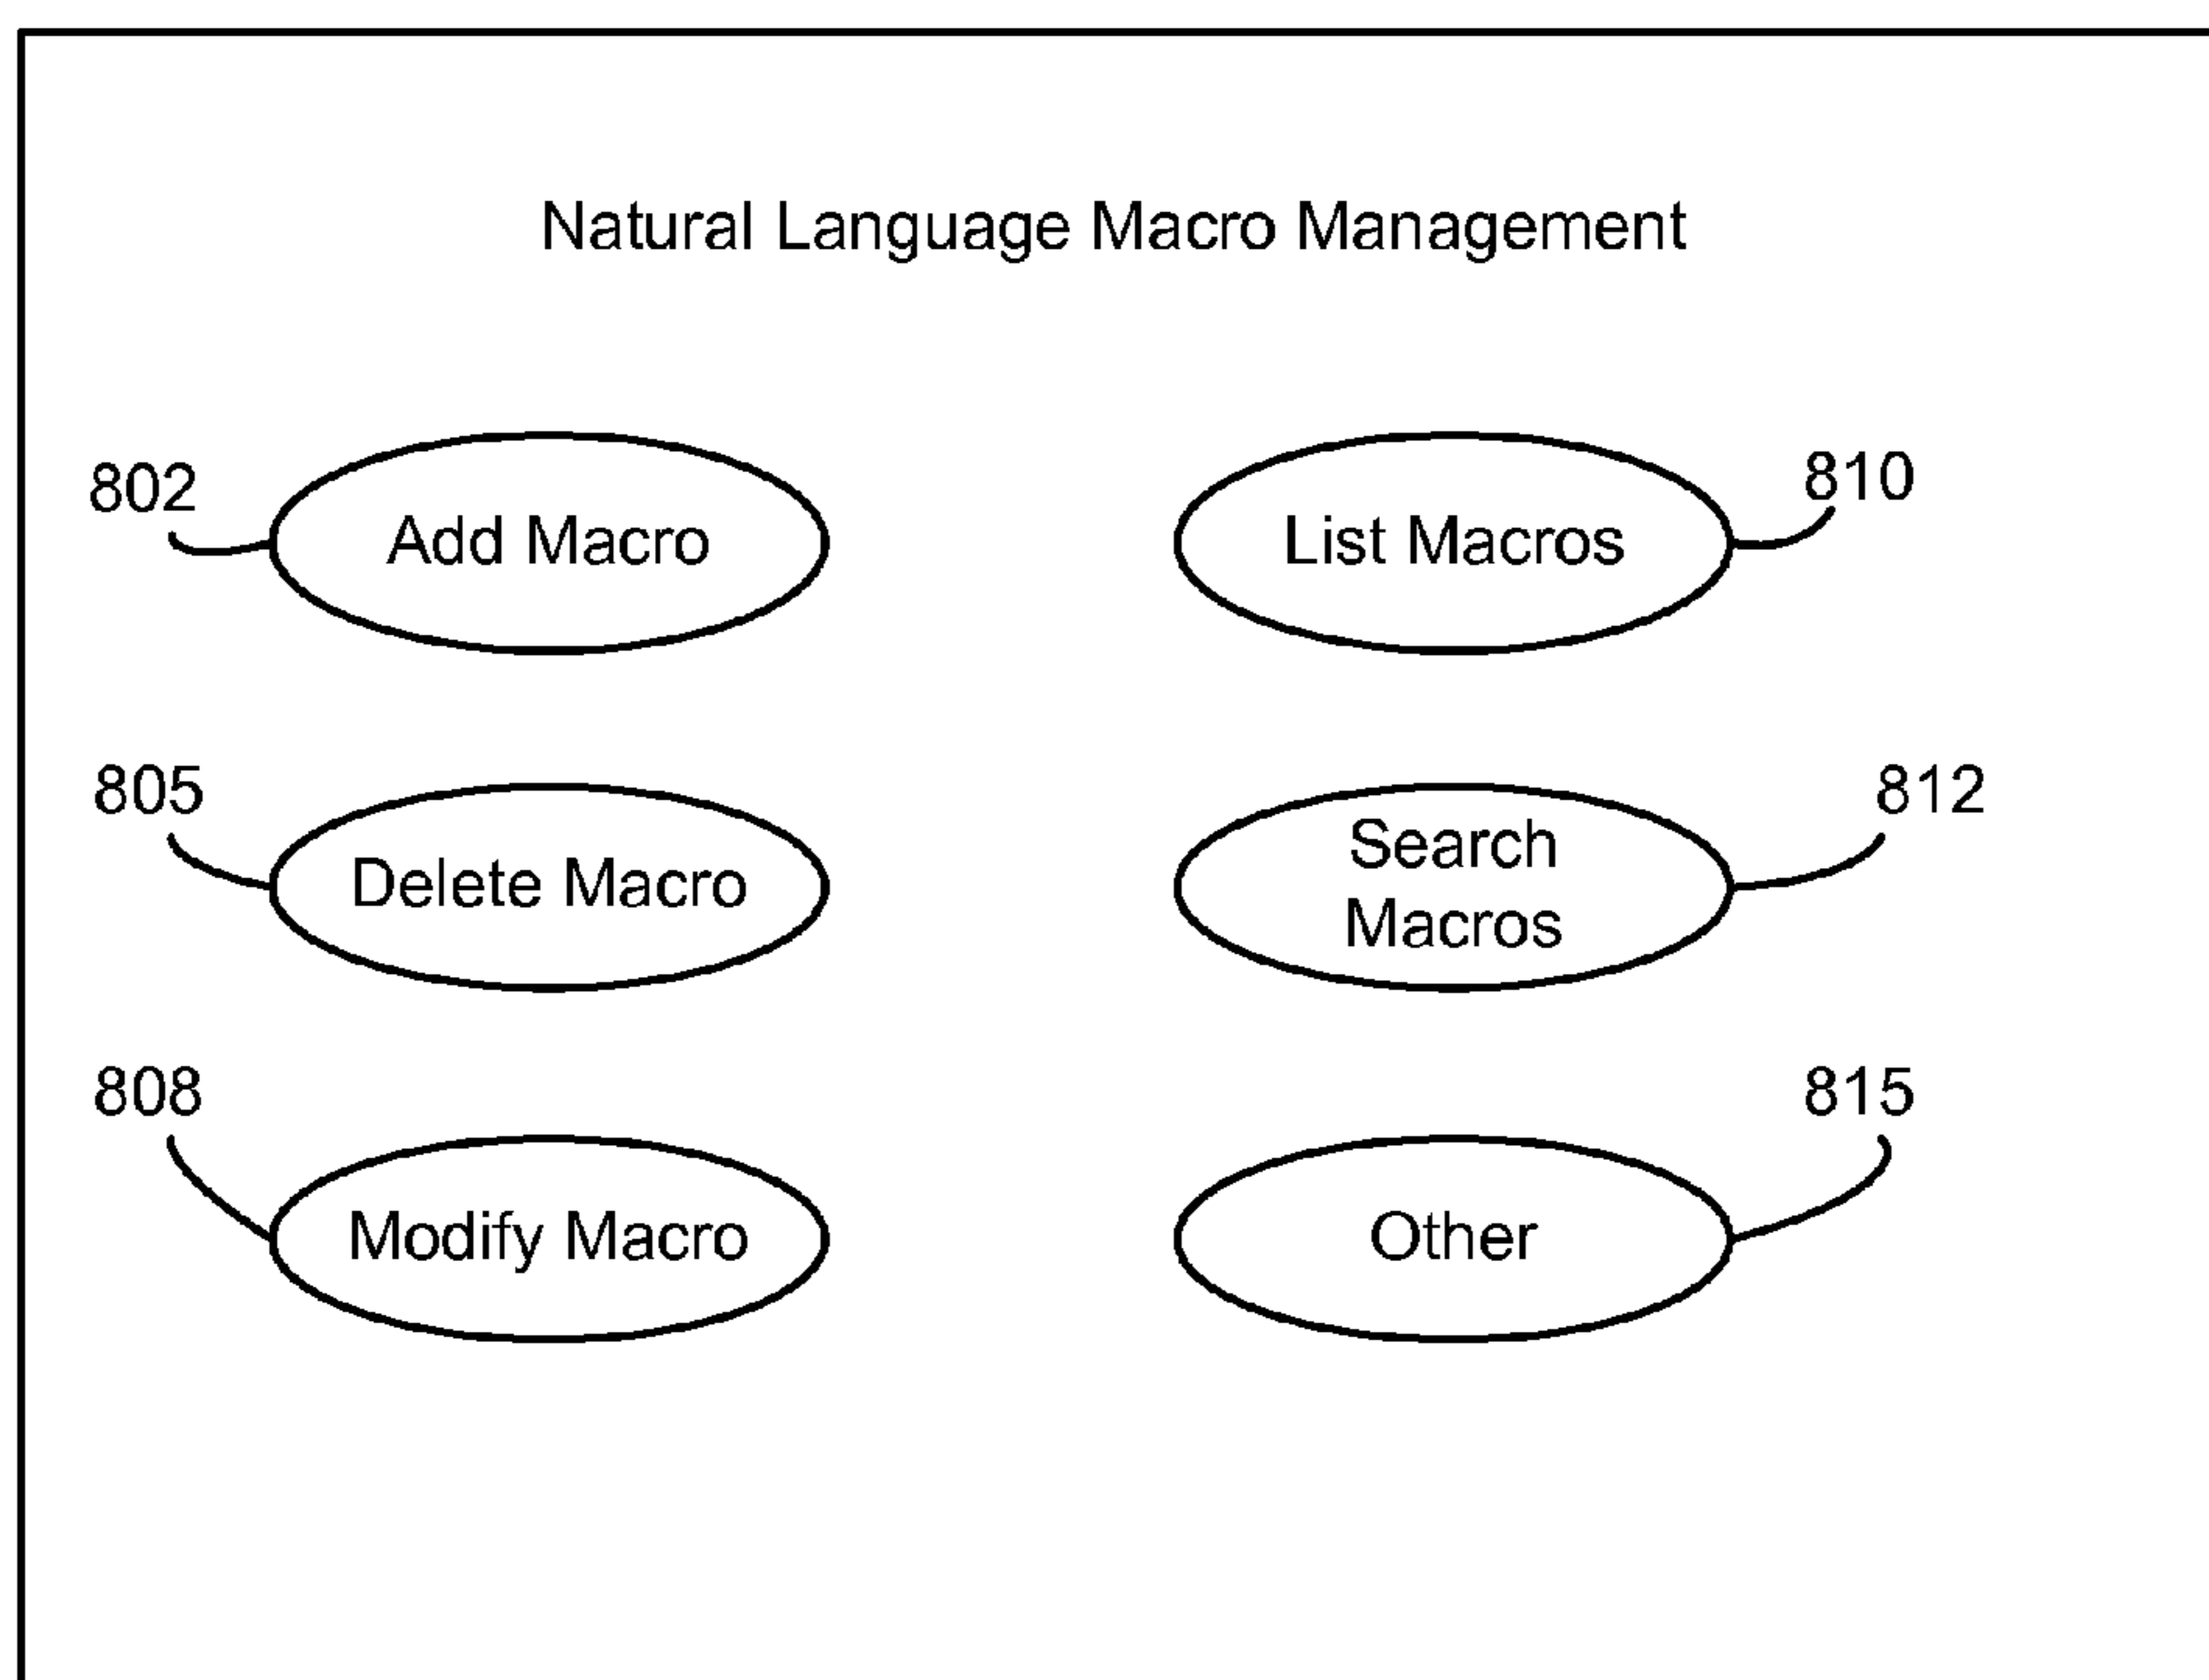 Natural Language Macro Management
802
Add Macro
List Macros
810
805
Delete Macro
Search
Macros
812
808
Modify Macro
Other
815